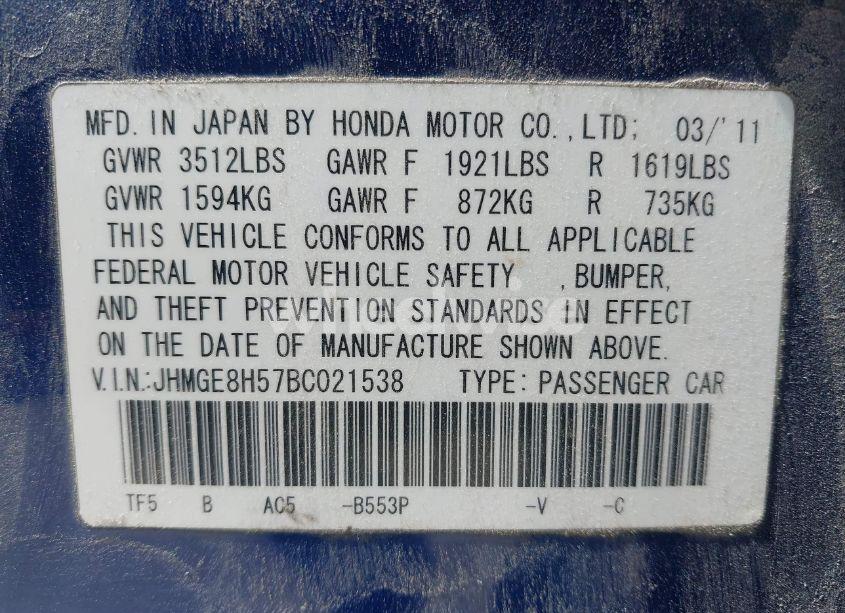 MFD. IN JAPAN BY HONDA MOTOR CO., LTD; 03/'11
GVWR 3512LBS GAWR F 1921LBS R 1619LBS
GVWR 1594KG GAWR F 872KG R 735KG
THIS VEHICLE CONFORMS TO ALL APPLICABLE
FEDERAL MOTOR VEHICLE SAFETY , BUMPER,
AND THEFT PREVENTION STANDARDS IN EFFECT
ON THE DATE OF MANUFACTURE SHOWN ABOVE.
V.I.N.:JHMGE8H57BC021538 TYPE: PASSENGER CAR
TF5 B AC5 -B553P -V -C